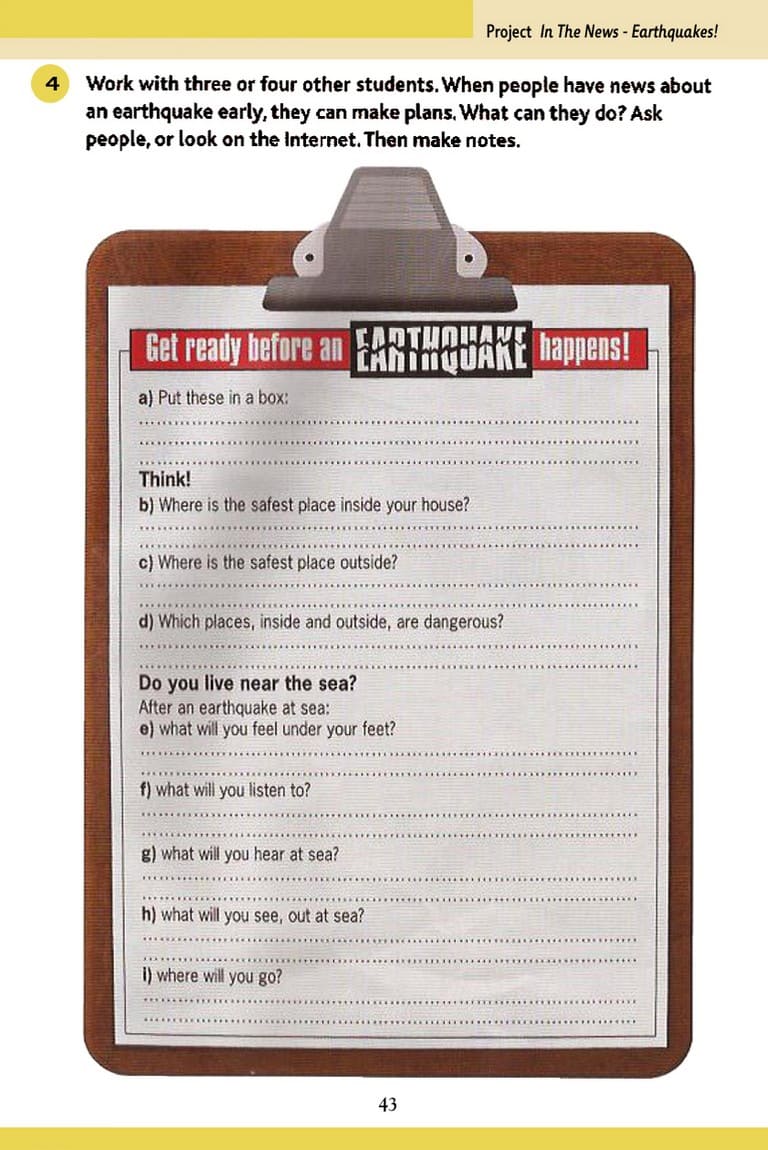 Project In The News - Earthquakes!
4 Work with three or four other students. When people have news about
an earthquake early, they can make plans. What can they do? Ask
people, or look on the Internet. Then make notes.
Get ready before an EARTHQUAKE happens!
a) Put these in a box:
Think!
b) Where is the safest place inside your house?
c) Where is the safest place outside?
d) Which places, inside and outside, are dangerous?
Do you live near the sea?
After an earthquake at sea:
e) what will you feel under your feet?
f) what will you listen to?
g) what will you hear at sea?
h) what will you see, out at sea?
i) where will you go?
43